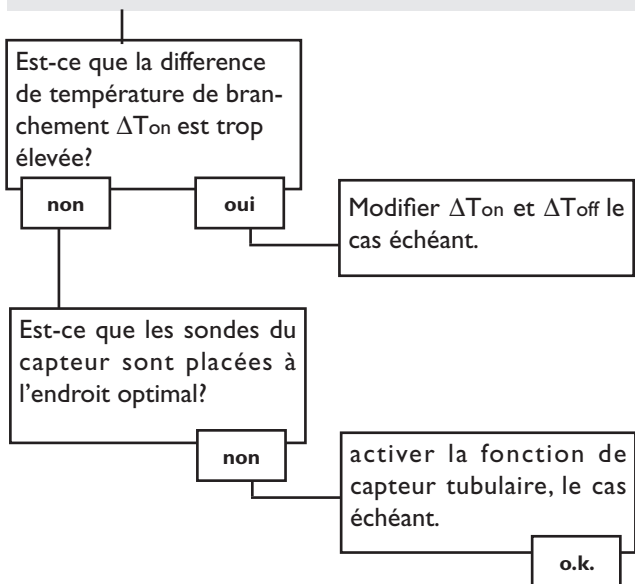 Est-ce que la difference
de température de bran-
chement ΔTon est trop
élevée?
non
oui
Modifier ΔTon et ΔToff le
cas échéant.
Est-ce que les sondes du
capteur sont placées à
l'endroit optimal?
non
activer la fonction de
capteur tubulaire, le cas
échéant.
o.k.